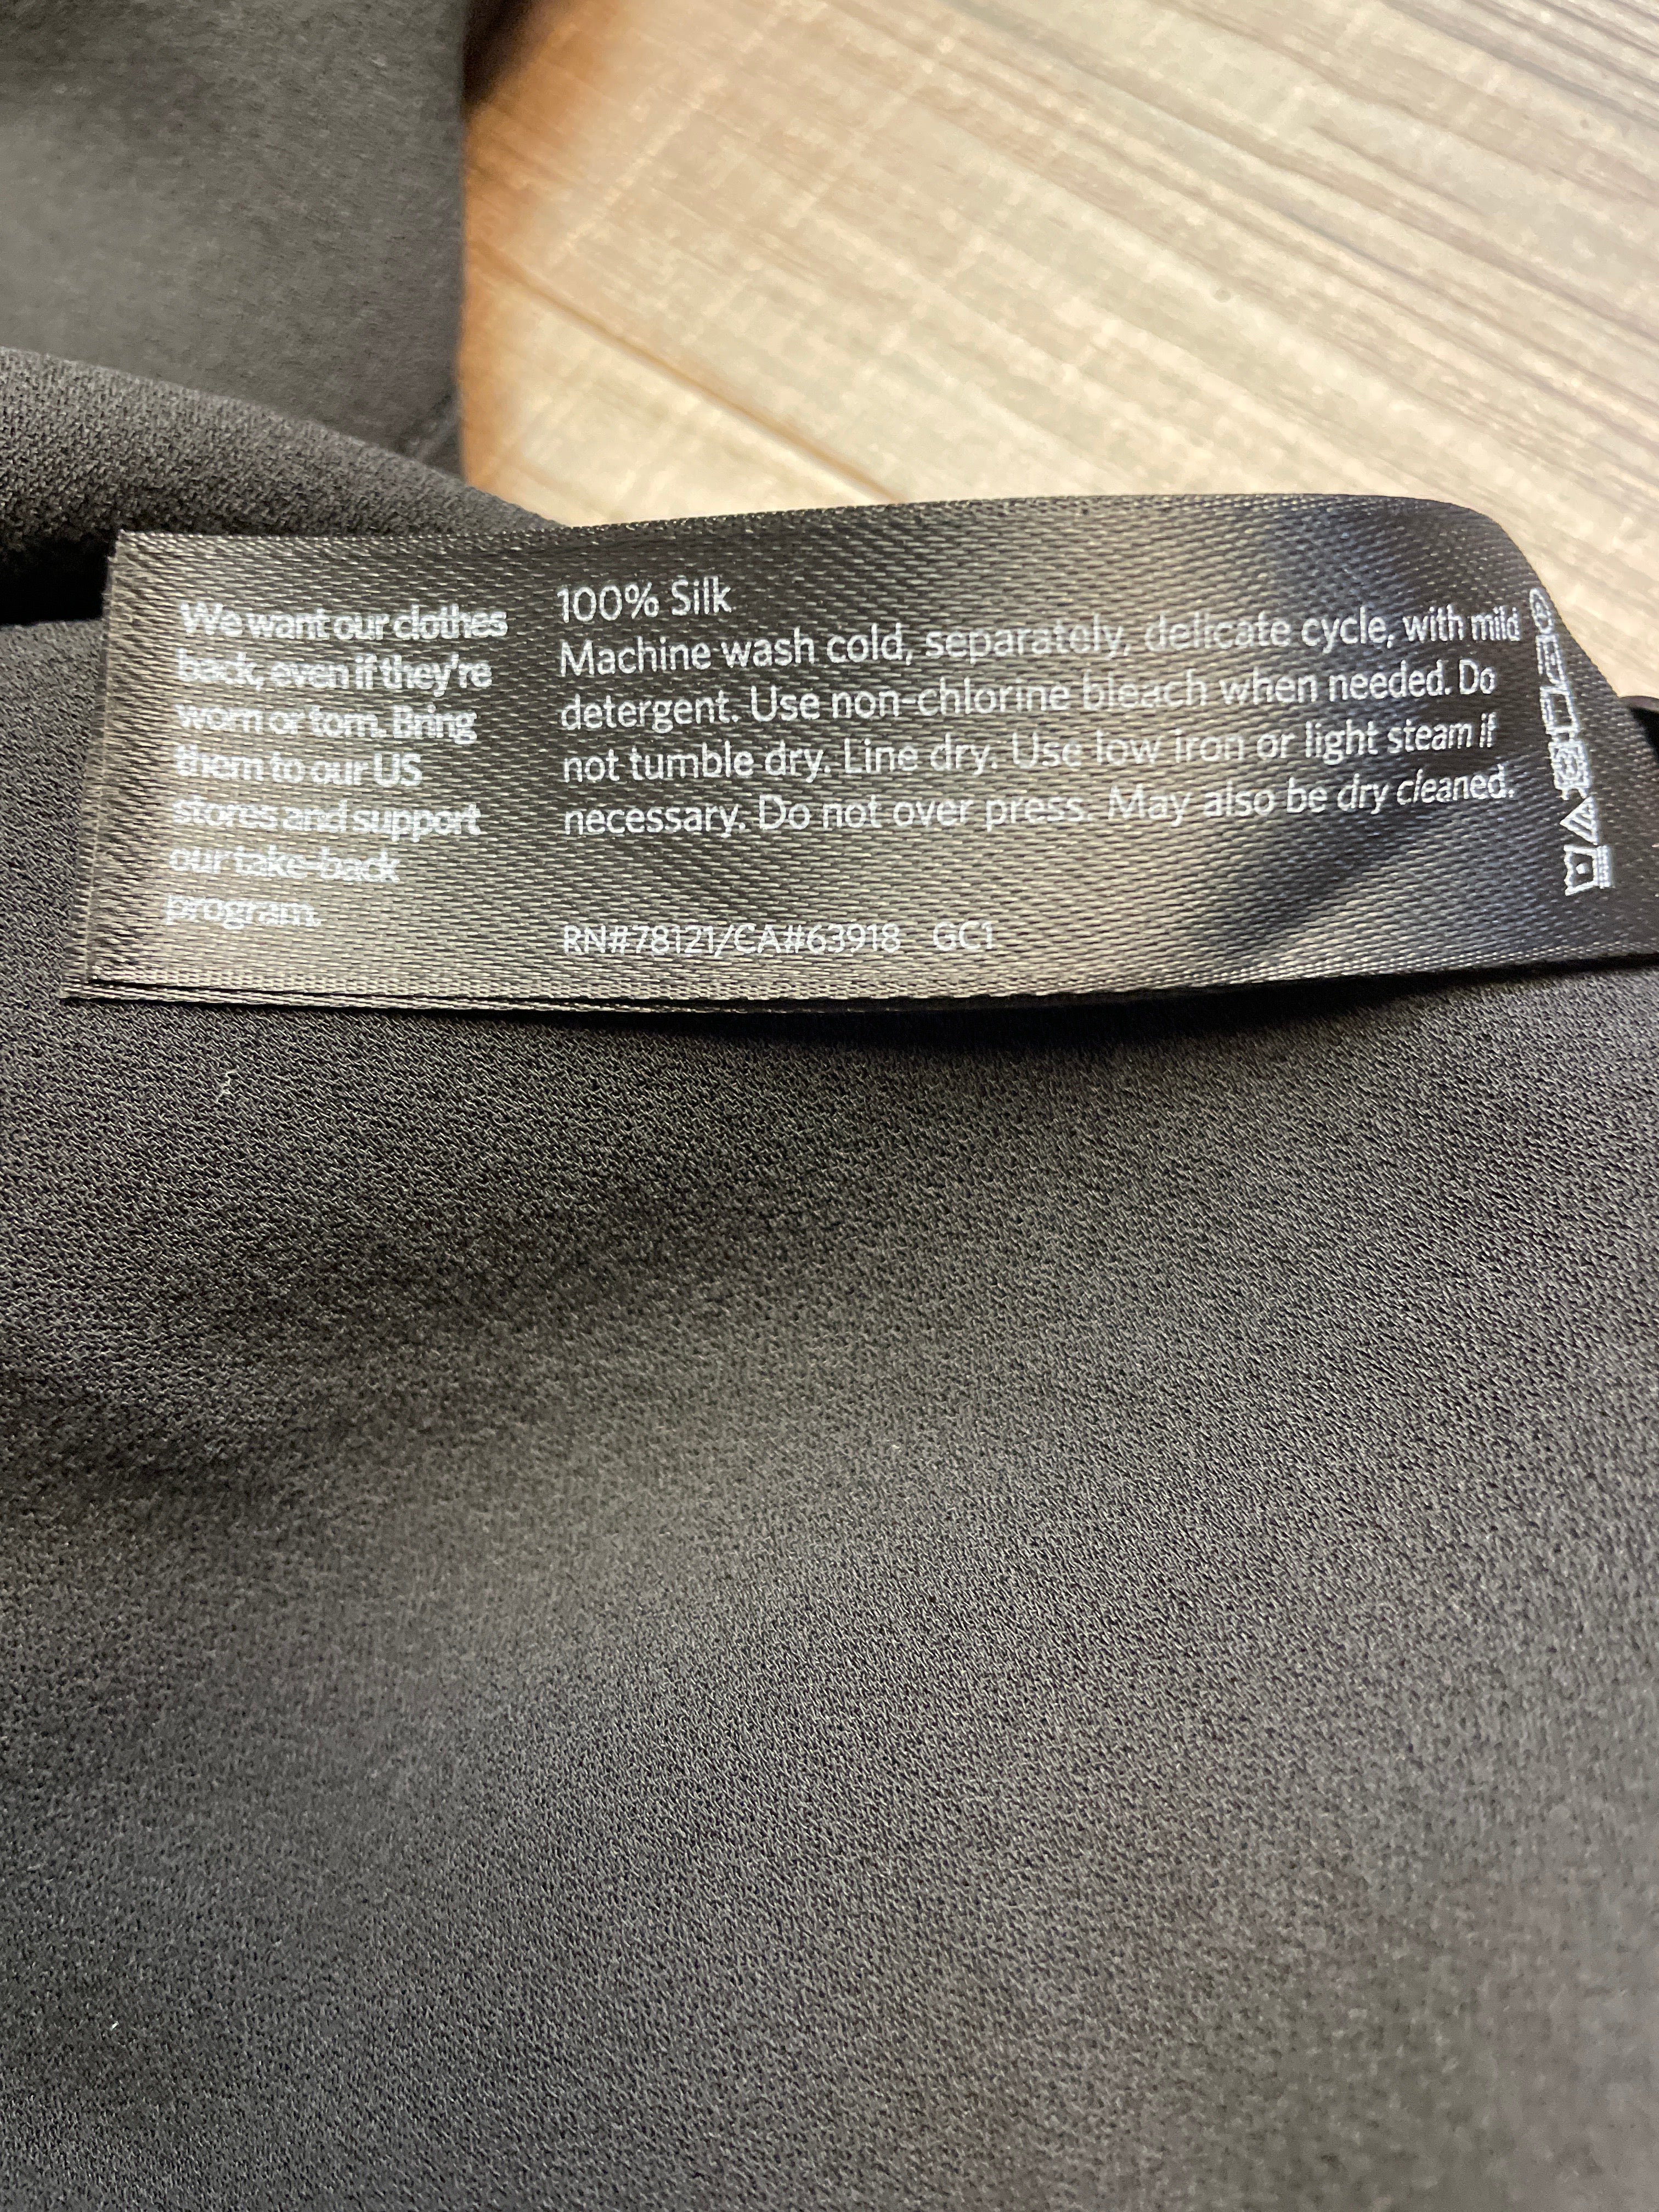 We want our clothes
back, even if they're
worn or torn. Bring
them to our US
stores and support
our take-back
program.
100% Silk
Machine wash cold, separately, delicate cycle, with mild
detergent. Use non-chlorine bleach when needed. Do
not tumble dry. Line dry. Use low iron or light steam if
necessary. Do not over press. May also be dry cleaned.
RN#78121/CA#63918 GC1